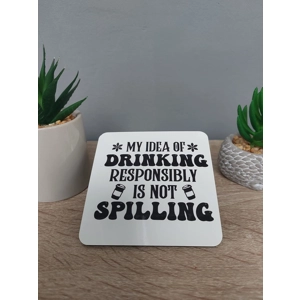 MY IDEA OF
DRINKING
RESPONSIBLY
IS NOT
SPILLING